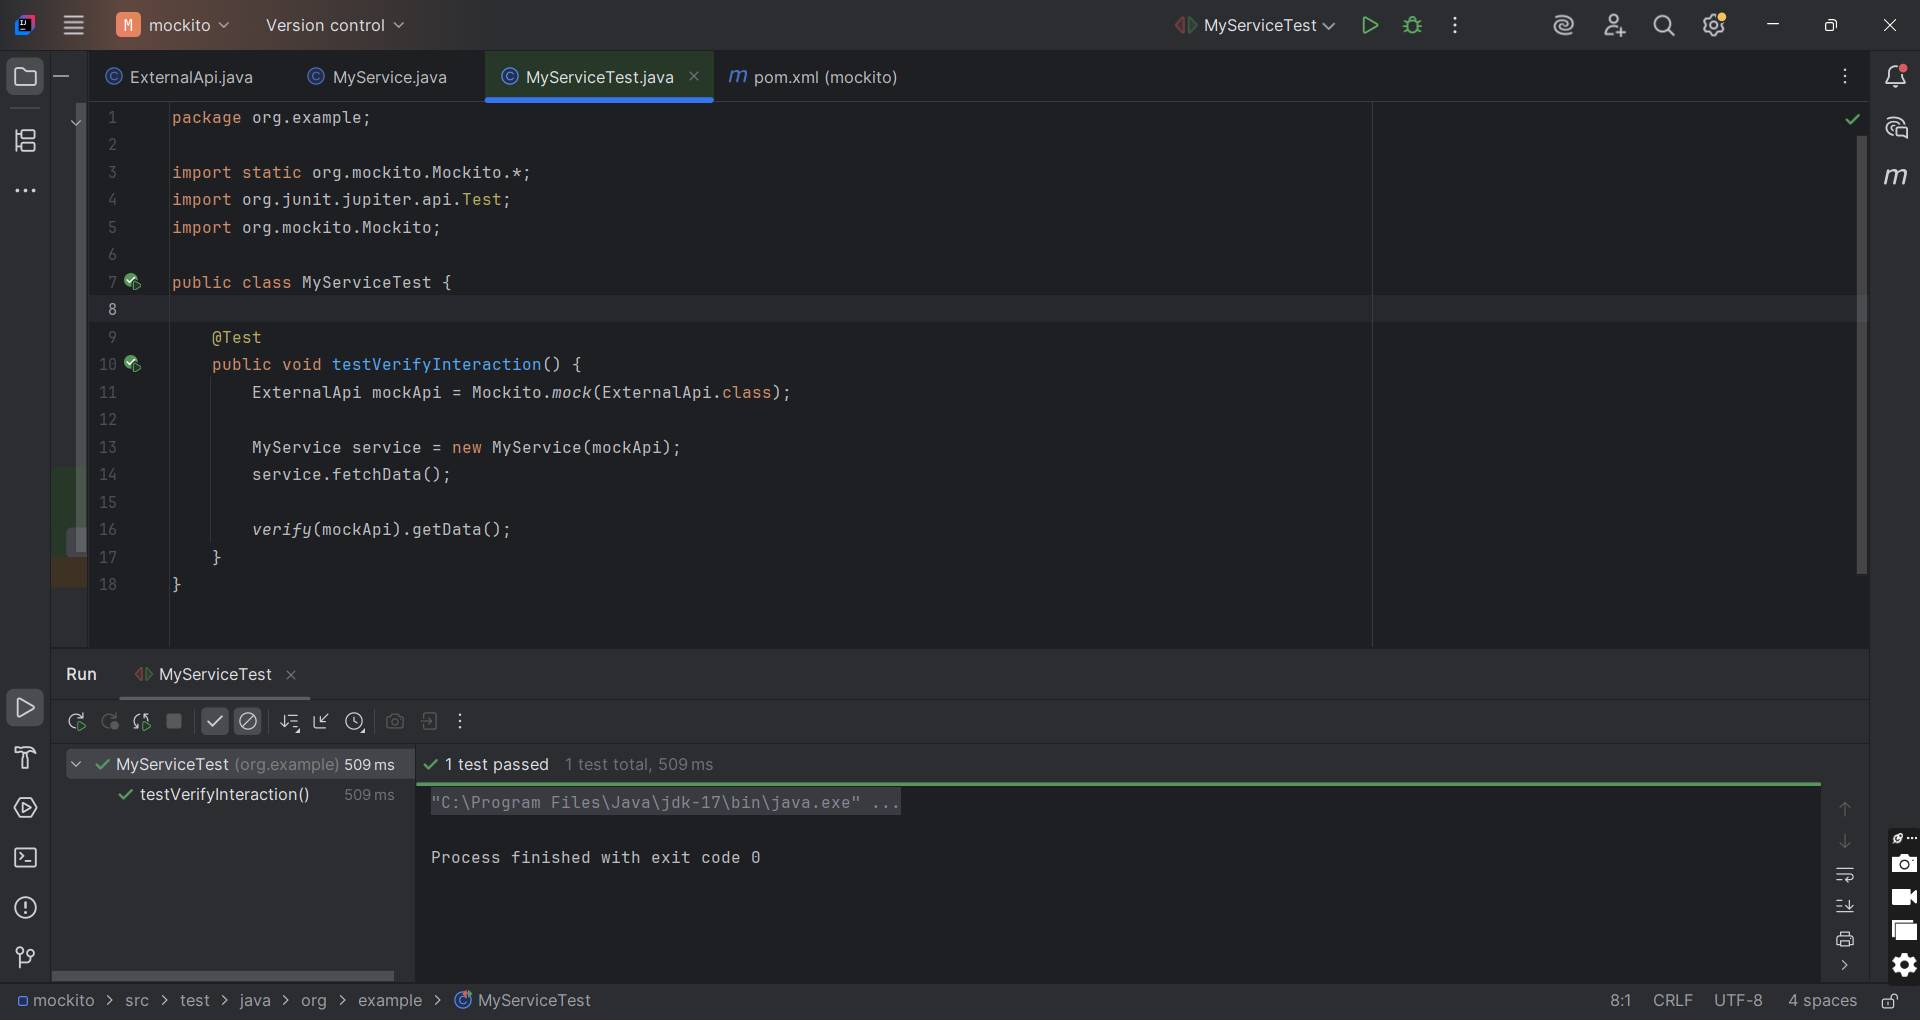 M mockito Version control MyServiceTest
ExternalApi.java MyService.java MyServiceTest.java pom.xml (mockito)
1 package org.example;
2
3 import static org.mockito.Mockito.*;
4 import org.junit.jupiter.api.Test;
5 import org.mockito.Mockito;
6
7 public class MyServiceTest {
8
9 @Test
10 public void testVerifyInteraction() {
11 ExternalApi mockApi = Mockito.mock(ExternalApi.class);
12
13 MyService service = new MyService(mockApi);
14 service.fetchData();
15
16 verify(mockApi).getData();
17 }
18 }
Run MyServiceTest
MyServiceTest (org.example) 509 ms
testVerifyInteraction() 509 ms
1 test passed 1 test total, 509 ms
"C:\Program Files\Java\jdk-17\bin\java.exe" ...
Process finished with exit code 0
mockito > src > test > java > org > example > MyServiceTest
8:1 CRLF UTF-8 4 spaces